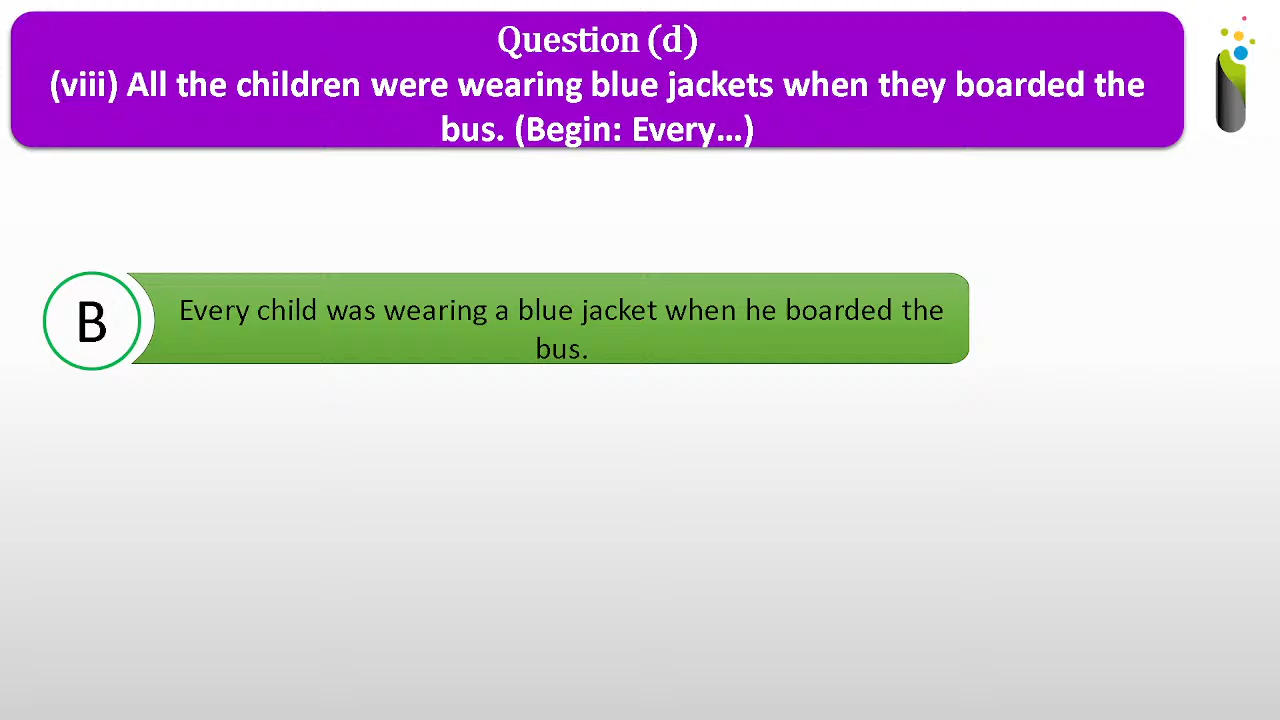 Question (d)
(viii) All the children were wearing blue jackets when they boarded the
bus. (Begin: Every...)
B
Every child was wearing a blue jacket when he boarded the
bus.